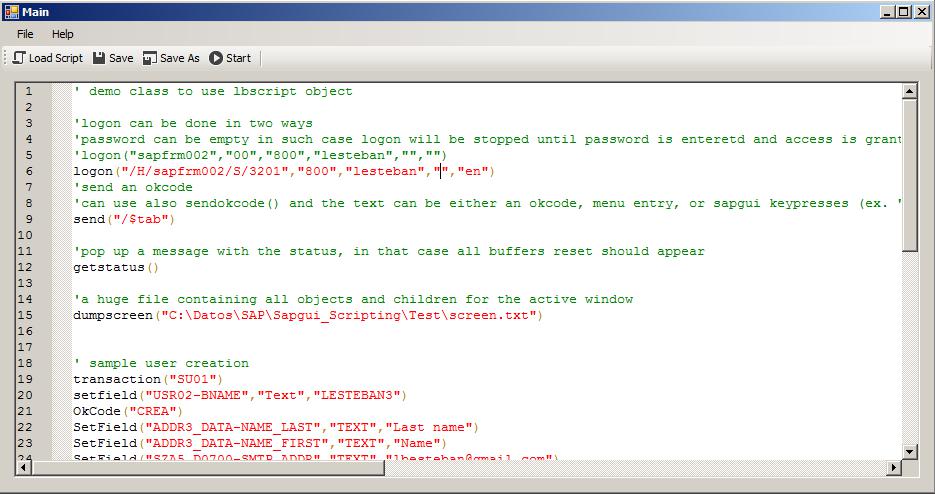 Main
File Help
Load Script Save Save As Start
1 ' demo class to use lbscript object
2
3 'logon can be done in two ways
4 'password can be empty in such case logon will be stopped until password is enteretd and access is grant
5 'logon("sapfrm002","00","800","lesteban","","")
6 logon("/H/sapfrm002/S/3201","800","lesteban","","en")
7 'send an okcode
8 'can use also sendokcode() and the text can be either an okcode, menu entry, or sapgui keypresses (ex. '
9 send("/$tab")
10
11 'pop up a message with the status, in that case all buffers reset should appear
12 getstatus()
13
14 'a huge file containing all objects and children for the active window
15 dumpscreen("C:\Datos\SAP\Sapgui_Scripting\Test\screen.txt")
16
17
18 ' sample user creation
19 transaction("SU01")
20 setfield("USR02-BNAME","Text","LESTEBAN3")
21 OkCode("CREA")
22 SetField("ADDR3_DATA-NAME_LAST","TEXT","Last name")
23 SetField("ADDR3_DATA-NAME_FIRST","TEXT","Name")
24 SetField("SZA5_D0700-SMTP_ADDR","TEXT","lbesteban@gmail.com")